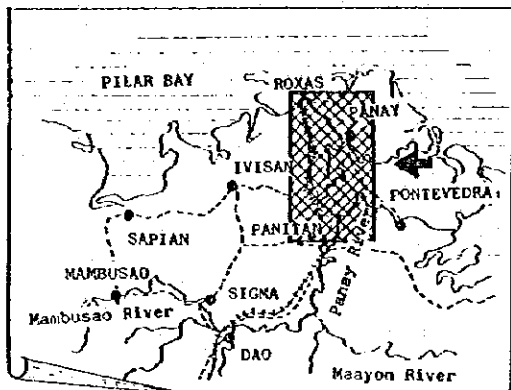 ROXAS
PILAR BAY
PANAY
IVISAN
PONTEVEDRA
SAPIAN
PANITAN
Panay River
MAMBUSAO
SIGMA
Mambusao River
DAO
Maayon River